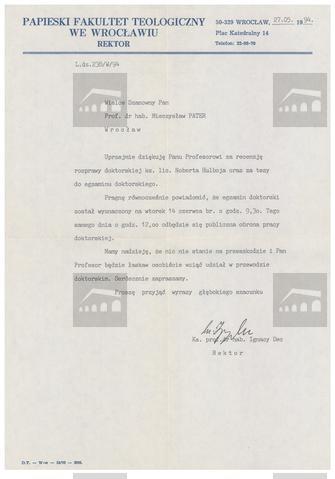 PAPIESKI FAKULTET TEOLOGICZNY
WE WROCŁAWIU
REKTOR
50-329 WROCŁAW, 27.05. 1994.
Plac Katedralny 14
Telefon: 22-99-70
L.dz.238/W/94
Wielce Szanowny Pan
Prof. dr hab. Mieczysław PATER
Wrocław
Uprzejmie dziękuję Panu Profesorowi za recenzję
rozprawy doktorskiej ks. lic. Roberta Hulboja oraz za tezy
do egzaminu doktorskiego.
Pragnę równocześnie powiadomić, że egzamin doktorski
został wyznaczony na wtorek 14 czerwca br. o godz. 9,30. Tego
samego dnia o godz. 12,00 odbędzie się publiczna obrona pracy
doktorskiej.
Mamy nadzieję, że nic nie stanie na przeszkodzie i Pan
Profesor będzie łaskaw osobiście wziąć udział w przewodzie
doktorskim. Serdecznie zapraszamy.
Proszę przyjąć wyrazy głębokiego szacunku
Ks. prof. dr hab. Ignacy Dec
Rektor
D.T. — W-w —